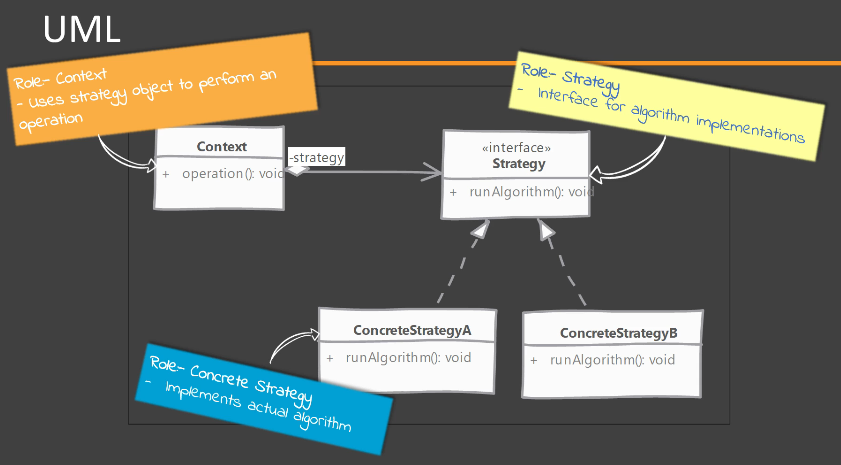 UML
Role- Context
- Uses strategy object to perform an
operation
Role- Strategy
- Interface for algorithm implementations
Context
+ operation(): void
-strategy
«interface»
Strategy
+ runAlgorithm(): void
ConcreteStrategyA
+ runAlgorithm(): void
ConcreteStrategyB
+ runAlgorithm(): void
Role- Concrete Strategy
- Implements actual algorithm